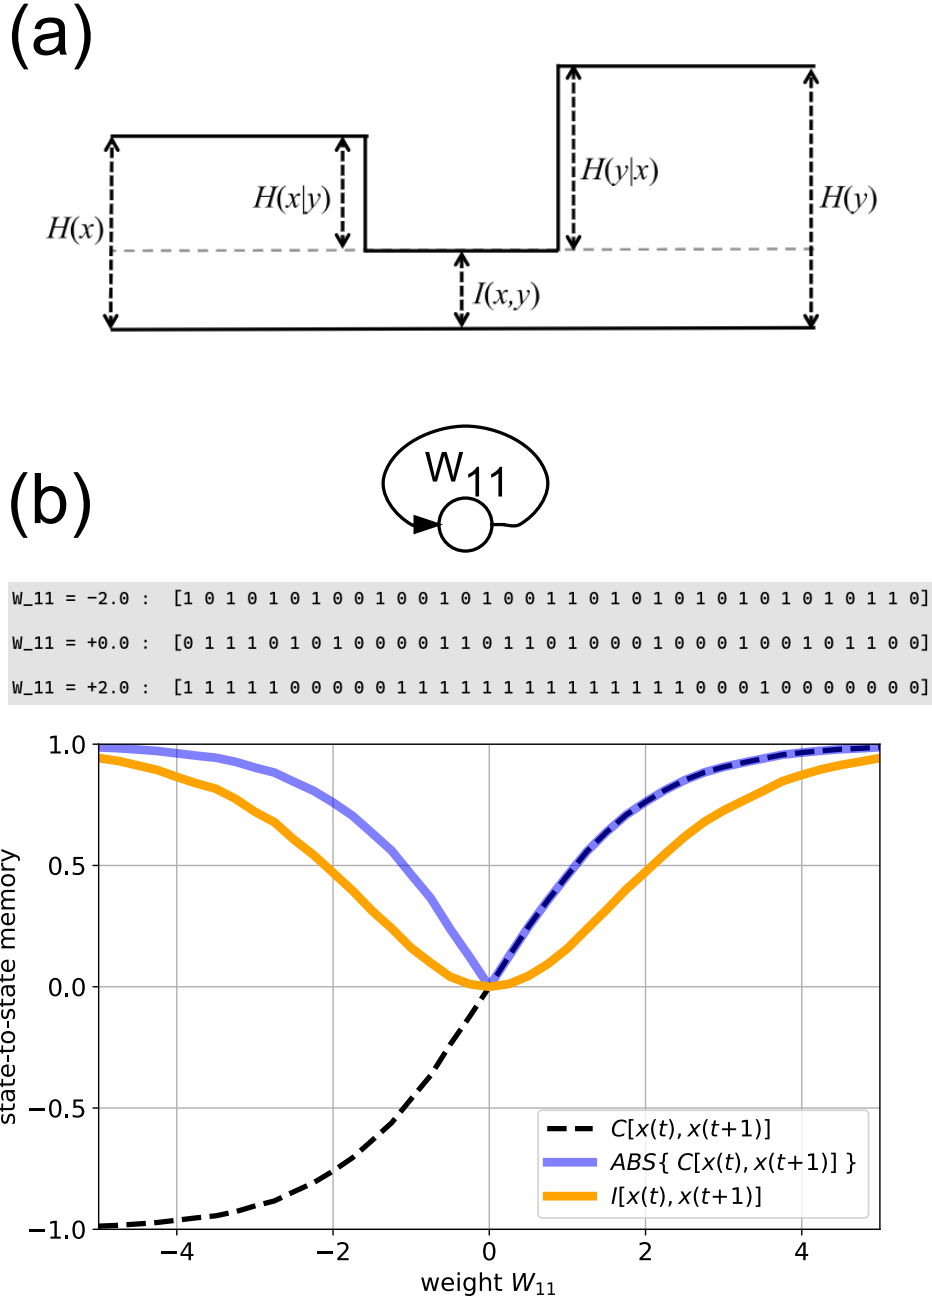 (a)
H(x|y)
H(y|x)
H(x)
H(y)
I(x,y)
(b)
W11
W_11 = −2.0 : [1 0 1 0 1 0 1 0 0 1 0 0 1 0 1 0 0 1 1 0 1 0 1 0 1 0 1 0 1 0 1 0 1 1 0]
W_11 = +0.0 : [0 1 1 1 0 1 0 1 0 0 0 0 1 1 0 1 1 0 1 0 0 0 1 0 0 0 1 0 0 1 0 1 1 0 0]
W_11 = +2.0 : [1 1 1 1 1 0 0 0 0 0 1 1 1 1 1 1 1 1 1 1 1 1 1 1 0 0 0 1 0 0 0 0 0 0 0]
1.0
0.5
0.0
−0.5
−1.0
state-to-state memory
C[x(t), x(t+1)]
ABS{ C[x(t), x(t+1)] }
I[x(t), x(t+1)]
−4 −2 0 2 4
weight W11